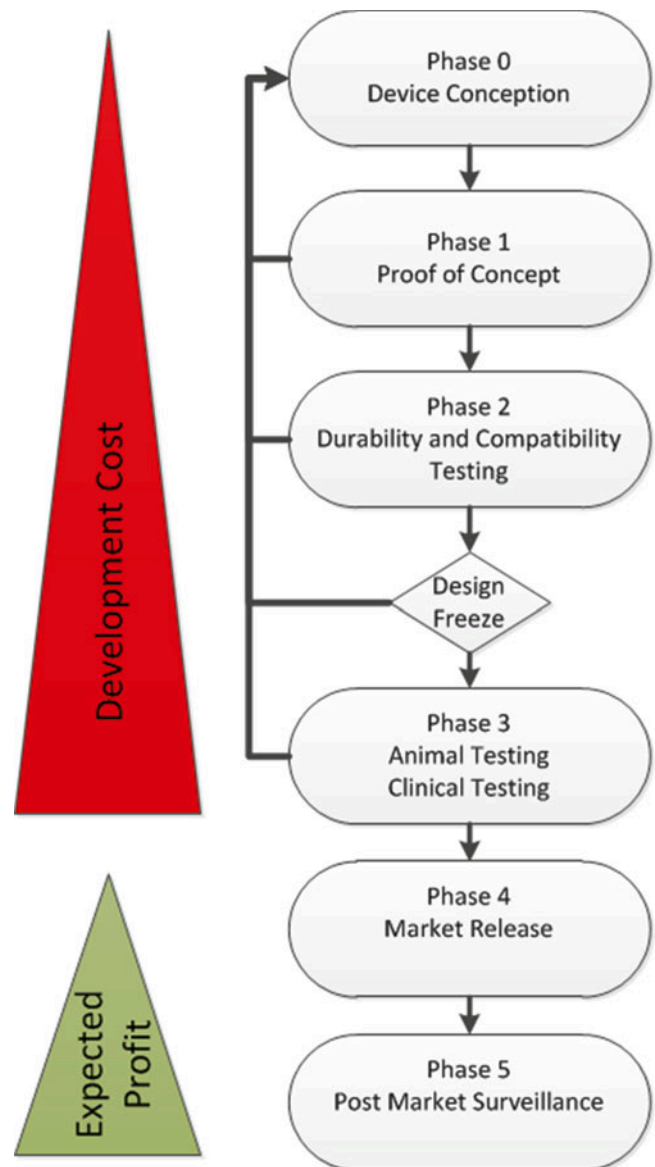 Phase 0
Device Conception
Phase 1
Proof of Concept
Phase 2
Durability and Compatibility
Testing
Design
Freeze
Phase 3
Animal Testing
Clinical Testing
Phase 4
Market Release
Phase 5
Post Market Surveillance
Development Cost
Expected
Profit